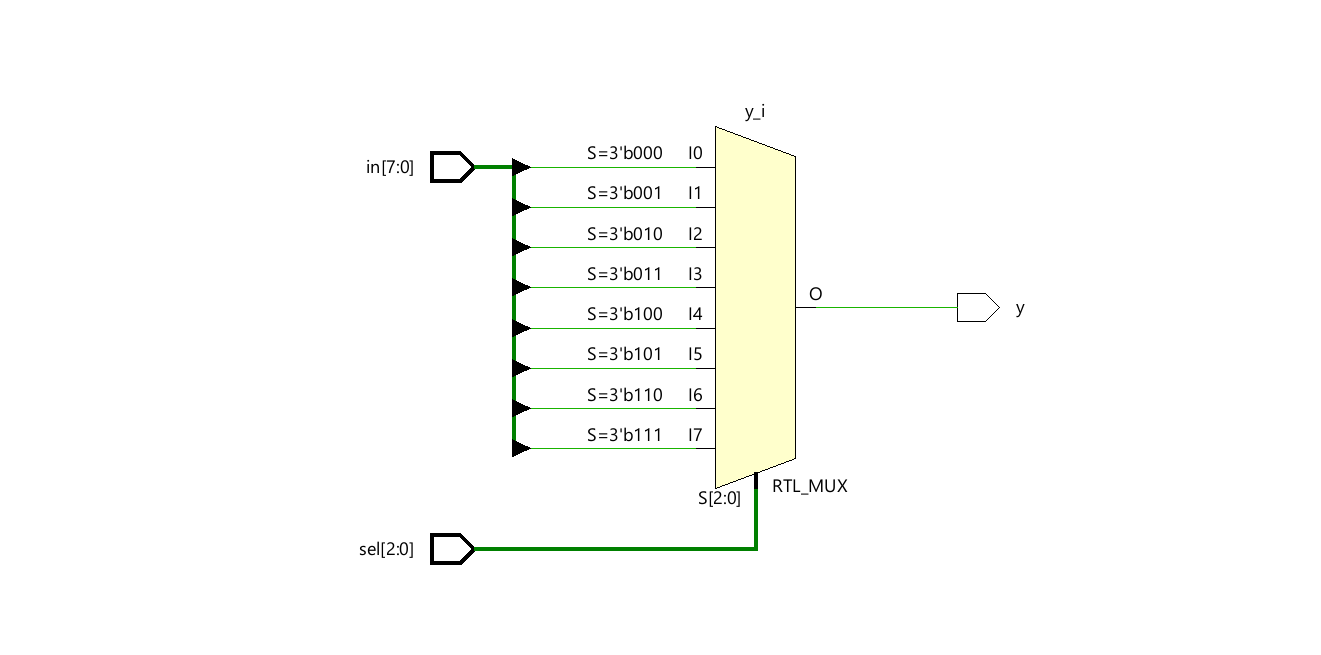 y_i
in[7:0]
S=3'b000 I0
S=3'b001 I1
S=3'b010 I2
S=3'b011 I3
O
y
S=3'b100 I4
S=3'b101 I5
S=3'b110 I6
S=3'b111 I7
S[2:0]
RTL_MUX
sel[2:0]